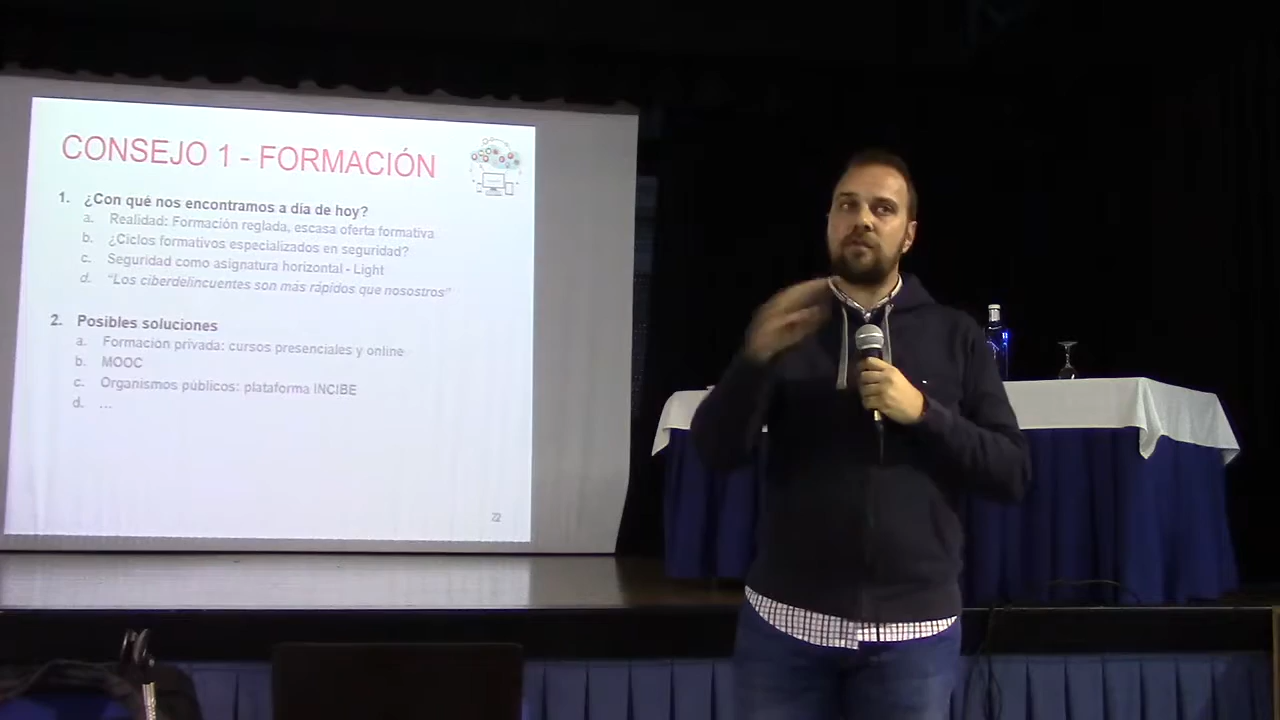 CONSEJO 1 - FORMACIÓN
1. ¿Con qué nos encontramos a día de hoy?
a. Realidad: Formación reglada, escasa oferta formativa
b. ¿Ciclos formativos especializados en seguridad?
c. Seguridad como asignatura horizontal - Light
d. "Los ciberdelincuentes son más rápidos que nosostros"
2. Posibles soluciones
a. Formación privada: cursos presenciales y online
b. MOOC
c. Organismos públicos: plataforma INCIBE
d. ...
22